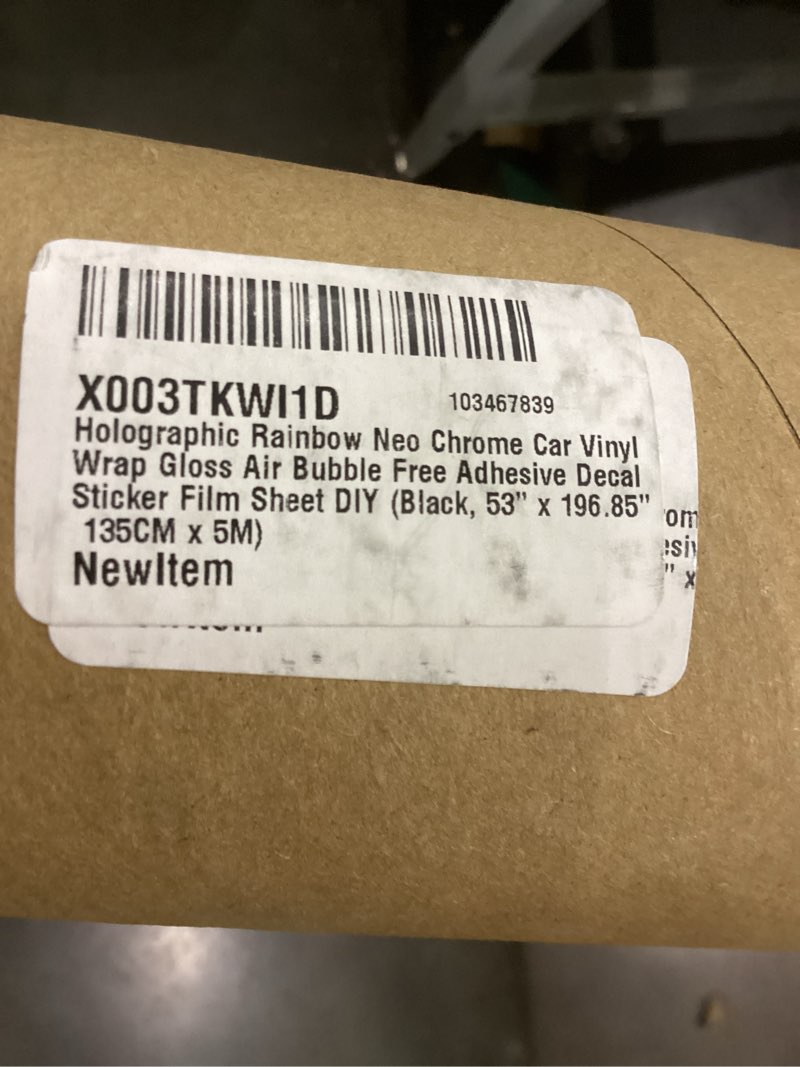 X003TKWI1D
103467839
Holographic Rainbow Neo Chrome Car Vinyl
Wrap Gloss Air Bubble Free Adhesive Decal
Sticker Film Sheet DIY (Black, 53" x 196.85"
135CM x 5M)
NewItem
om
" x